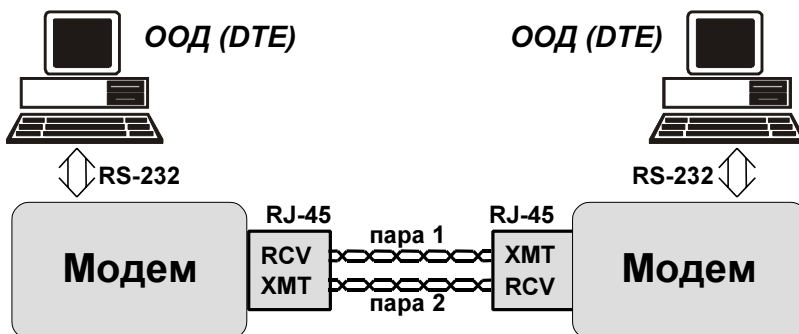 ООД (DTE)
ООД (DTE)
RS-232
RS-232
RJ-45
пара 1
RJ-45
Модем
RCV
XMT
XMT
RCV
Модем
пара 2